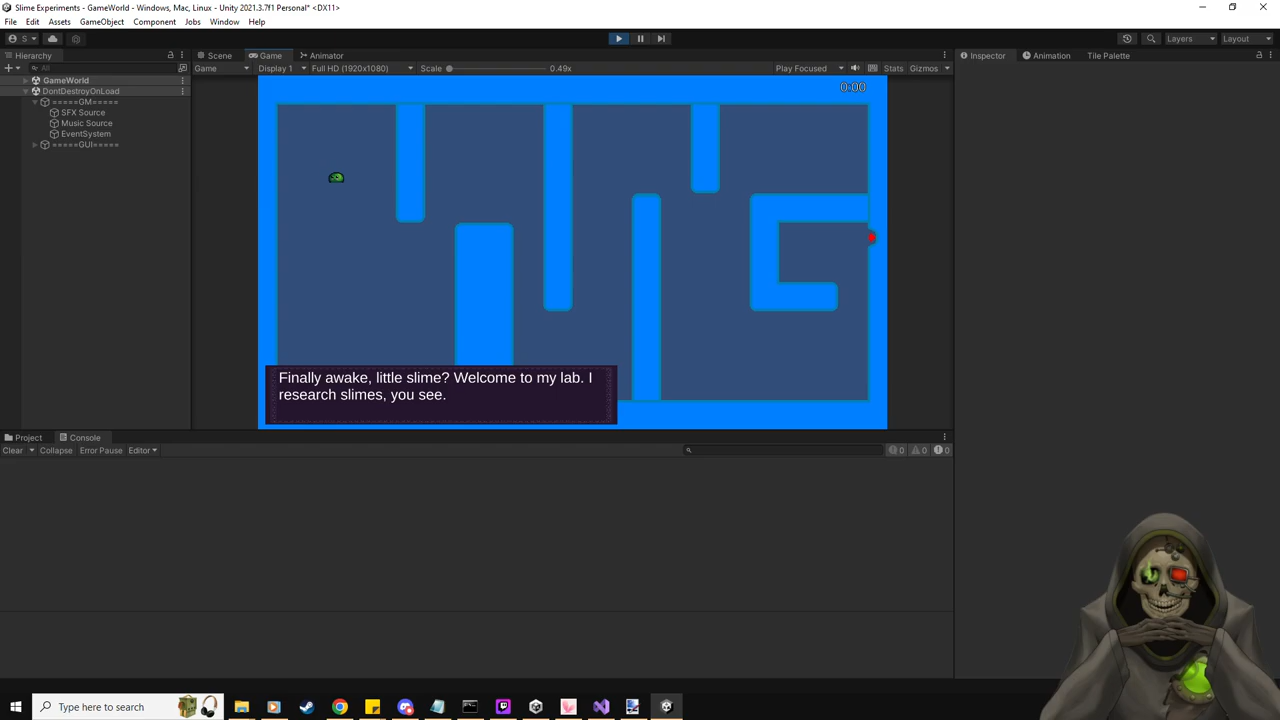 Slime Experiments - GameWorld - Windows, Mac, Linux - Unity 2021.3.7f1 Personal* <DX11>
File Edit Assets GameObject Component Jobs Window Help
S Layers Layout
Hierarchy Scene Game Animator Inspector Animation Tile Palette
All Game Display 1 Full HD (1920x1080) Scale 0.49x Play Focused Stats Gizmos
GameWorld
DontDestroyOnLoad
=====GM=====
SFX Source
Music Source
EventSystem
=====GUI=====
0:00
Finally awake, little slime? Welcome to my lab. I
research slimes, you see.
Project Console
Clear Collapse Error Pause Editor 0 0 0
Type here to search